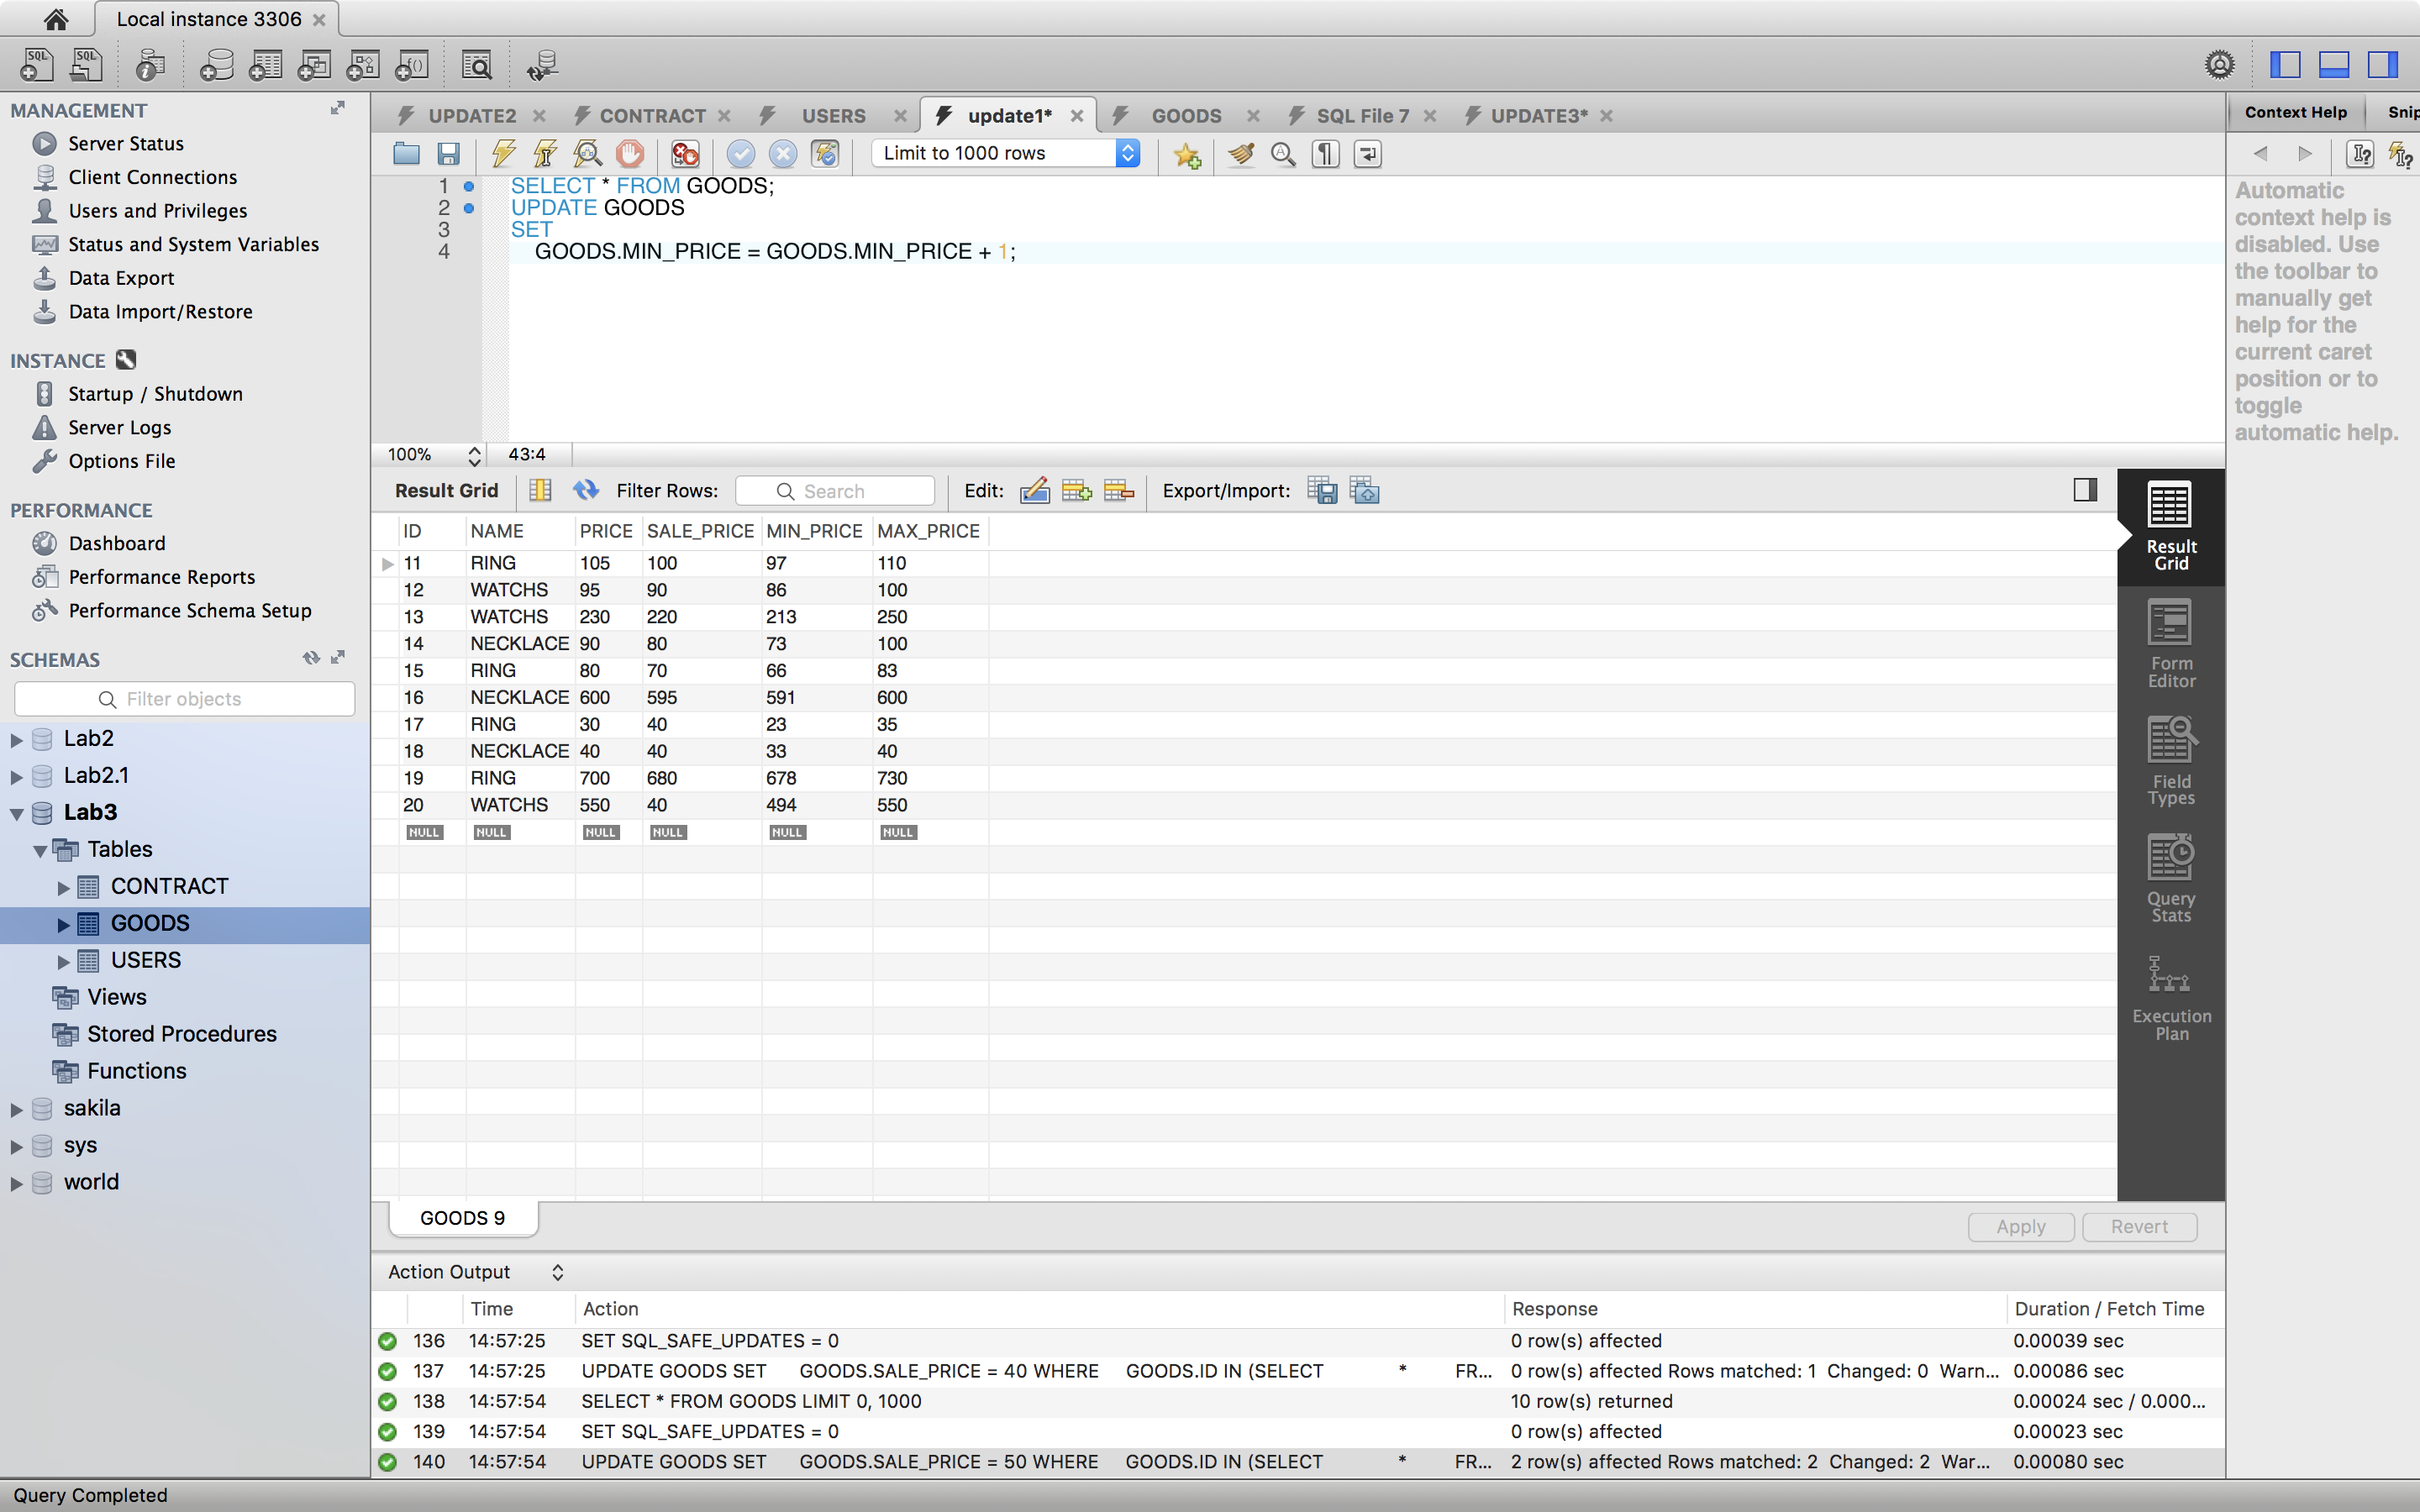 Local instance 3306
SQL SQL
MANAGEMENT
Server Status
Client Connections
Users and Privileges
Status and System Variables
Data Export
Data Import/Restore
INSTANCE
Startup / Shutdown
Server Logs
Options File
PERFORMANCE
Dashboard
Performance Reports
Performance Schema Setup
SCHEMAS
Filter objects
Lab2
Lab2.1
Lab3
Tables
CONTRACT
GOODS
USERS
Views
Stored Procedures
Functions
sakila
sys
world
UPDATE2 CONTRACT USERS update1* GOODS SQL File 7 UPDATE3*
Limit to 1000 rows
1 SELECT * FROM GOODS;
2 UPDATE GOODS
3 SET
4 GOODS.MIN_PRICE = GOODS.MIN_PRICE + 1;
100% 43:4
Result Grid Filter Rows: Search Edit: Export/Import:
ID NAME PRICE SALE_PRICE MIN_PRICE MAX_PRICE
11 RING 105 100 97 110
12 WATCHS 95 90 86 100
13 WATCHS 230 220 213 250
14 NECKLACE 90 80 73 100
15 RING 80 70 66 83
16 NECKLACE 600 595 591 600
17 RING 30 40 23 35
18 NECKLACE 40 40 33 40
19 RING 700 680 678 730
20 WATCHS 550 40 494 550
NULL NULL NULL NULL NULL NULL
GOODS 9
Apply Revert
Result
Grid
Form
Editor
Field
Types
Query
Stats
Execution
Plan
Context Help Snip
Automatic
context help is
disabled. Use
the toolbar to
manually get
help for the
current caret
position or to
toggle
automatic help.
Action Output
Time Action Response Duration / Fetch Time
136 14:57:25 SET SQL_SAFE_UPDATES = 0 0 row(s) affected 0.00039 sec
137 14:57:25 UPDATE GOODS SET GOODS.SALE_PRICE = 40 WHERE GOODS.ID IN (SELECT * FR... 0 row(s) affected Rows matched: 1 Changed: 0 Warn... 0.00086 sec
138 14:57:54 SELECT * FROM GOODS LIMIT 0, 1000 10 row(s) returned 0.00024 sec / 0.000...
139 14:57:54 SET SQL_SAFE_UPDATES = 0 0 row(s) affected 0.00023 sec
140 14:57:54 UPDATE GOODS SET GOODS.SALE_PRICE = 50 WHERE GOODS.ID IN (SELECT * FR... 2 row(s) affected Rows matched: 2 Changed: 2 War... 0.00080 sec
Query Completed